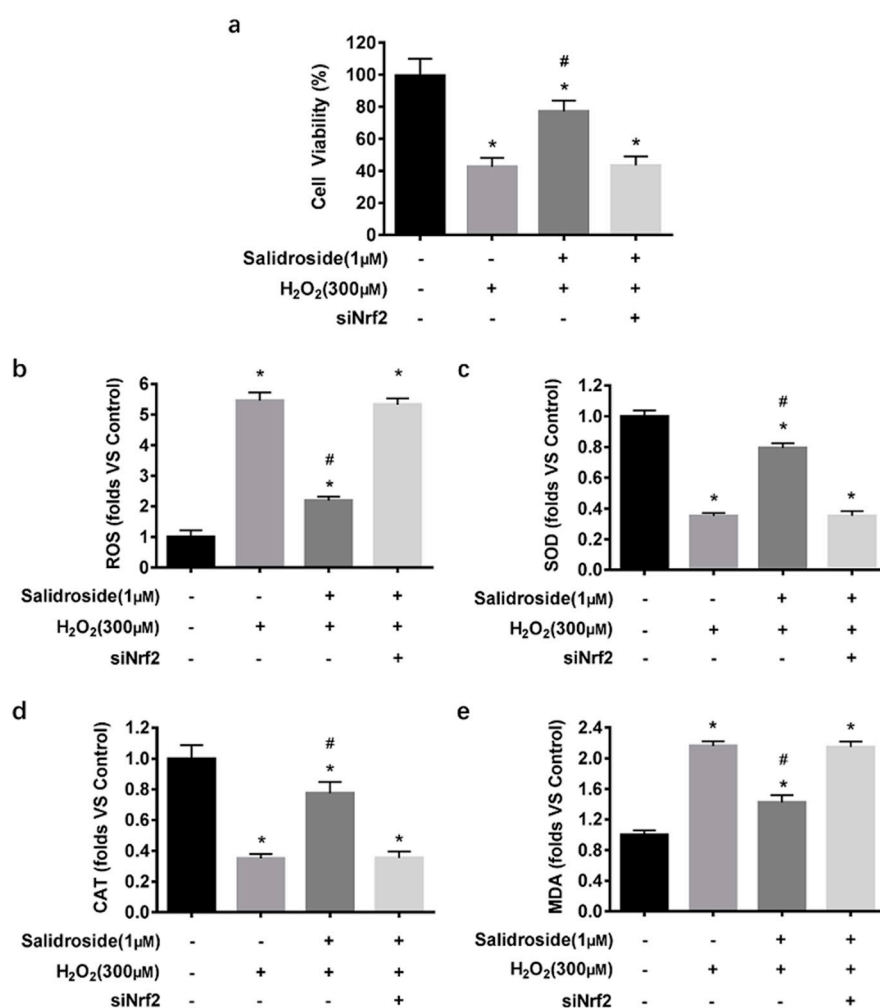 a
Cell Viability (%)
120
100
80
60
40
20
0
*
#
*
*
Salidroside(1μM) - - + +
H₂O₂(300μM) - + + +
siNrf2 - - - +
b
ROS (folds VS Control)
6
5
4
3
2
1
0
*
#
*
*
Salidroside(1μM) - - + +
H₂O₂(300μM) - + + +
siNrf2 - - - +
c
SOD (folds VS Control)
1.2
1.0
0.8
0.6
0.4
0.2
0.0
*
#
*
*
Salidroside(1μM) - - + +
H₂O₂(300μM) - + + +
siNrf2 - - - +
d
CAT (folds VS Control)
1.2
1.0
0.8
0.6
0.4
0.2
0.0
*
#
*
*
Salidroside(1μM) - - + +
H₂O₂(300μM) - + + +
siNrf2 - - - +
e
MDA (folds VS Control)
2.4
2.0
1.6
1.2
0.8
0.4
0.0
*
#
*
*
Salidroside(1μM) - - + +
H₂O₂(300μM) - + + +
siNrf2 - - - +